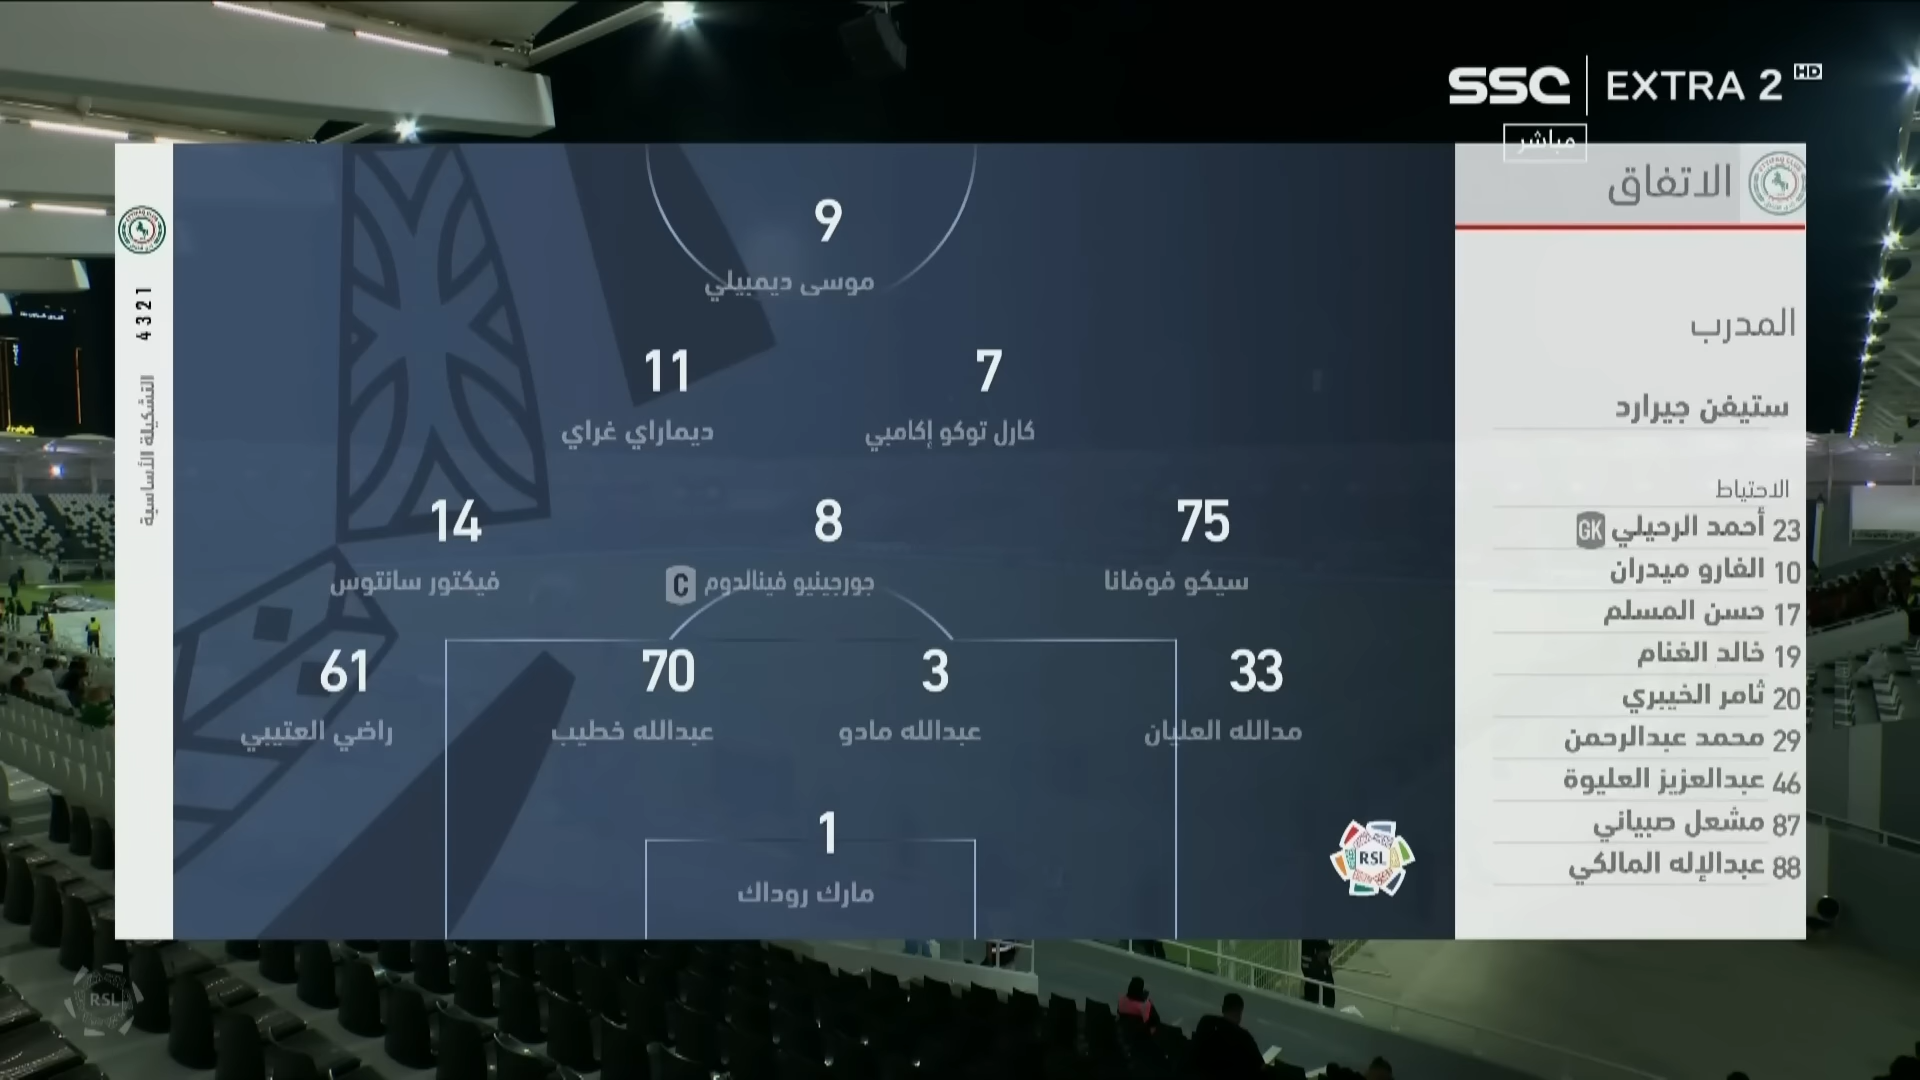 SSC EXTRA 2 HD
مباشر
الاتفاق
4 3 2 1
التشكيلة الأساسية
9
موسى ديمبيلي
11
ديماراي غراي
7
كارل توكو إكامبي
14
فيكتور سانتوس
8
جورجينيو فينالدوم C
75
سيكو فوفانا
61
راضي العتيبي
70
عبدالله خطيب
3
عبدالله مادو
33
مدالله العليان
1
مارك روداك
RSL
المدرب
ستيفن جيرارد
الاحتياط
23 أحمد الرحيلي GK
10 الفارو ميدران
17 حسن المسلم
19 خالد الغنام
20 ثامر الخيبري
29 محمد عبدالرحمن
46 عبدالعزيز العليوة
87 مشعل صبياني
88 عبدالإله المالكي
RSL